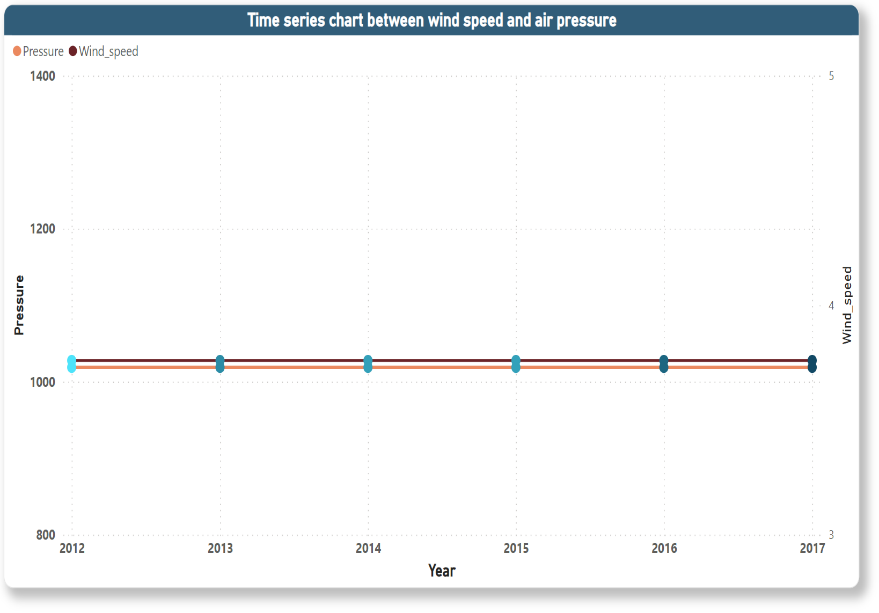 Time series chart between wind speed and air pressure
Pressure Wind_speed
1400
1200
1000
800
Pressure
5
4
3
Wind_speed
2012 2013 2014 2015 2016 2017
Year